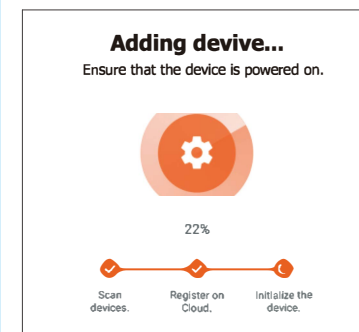 Adding devive...
Ensure that the device is powered on.
22%
Scan
devices.
Register on
Cloud.
Initialize the
device.